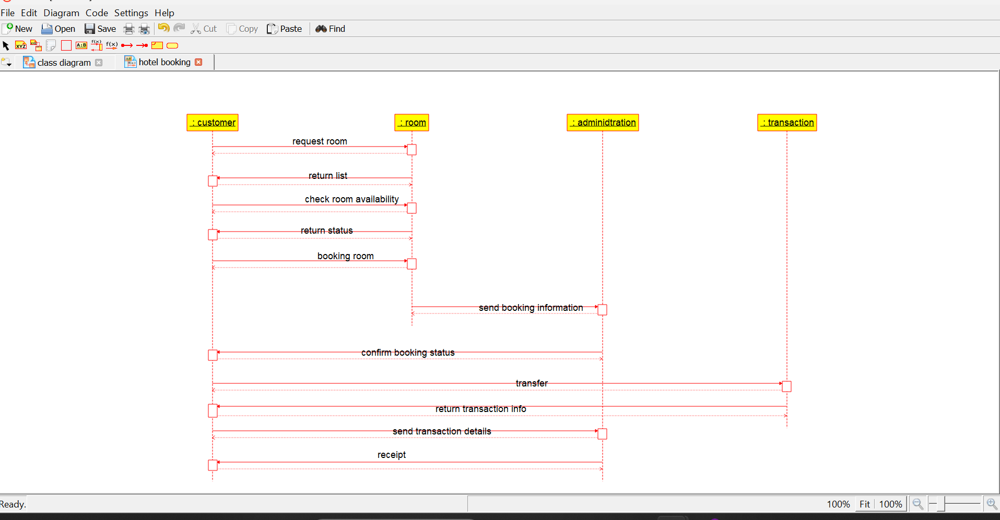 File Edit Diagram Code Settings Help
New Open Save Cut Copy Paste Find
XYZ XYZ A:B f(x) f(x)
class diagram hotel booking
: customer : room : adminidtration : transaction
request room
return list
check room availability
return status
booking room
send booking information
confirm booking status
transfer
return transaction info
send transaction details
receipt
Ready. 100% Fit 100%